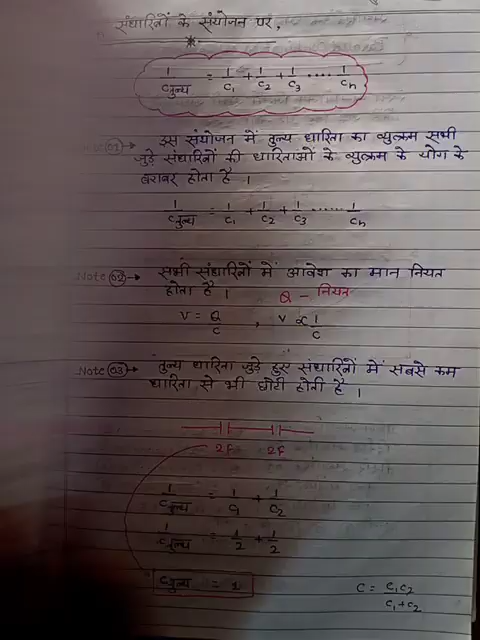 संधारित्रों के संयोजन पर,
1/Cतुल्य = 1/C₁ + 1/C₂ + 1/C₃ ..... 1/Cn
Note 01 → इस संयोजन में तुल्य धारिता का व्युत्क्रम सभी
जुड़े संधारित्रों की धारिताओं के व्युत्क्रम के योग के
बराबर होता है ।
1/Cतुल्य = 1/C₁ + 1/C₂ + 1/C₃ ...... 1/Cn
Note 02 → सभी संधारित्रों में आवेश का मान नियत
होता है । Q - नियत
V = Q/C , V ∝ 1/C
Note 03 → तुल्य धारिता जुड़े हुए संधारित्रों में सबसे कम
धारिता से भी छोटी होती है ।
2F 2F
1/Cतुल्य = 1/C₁ + 1/C₂
1/Cतुल्य = 1/2 + 1/2
Cतुल्य = 1
C = C₁C₂/C₁+C₂